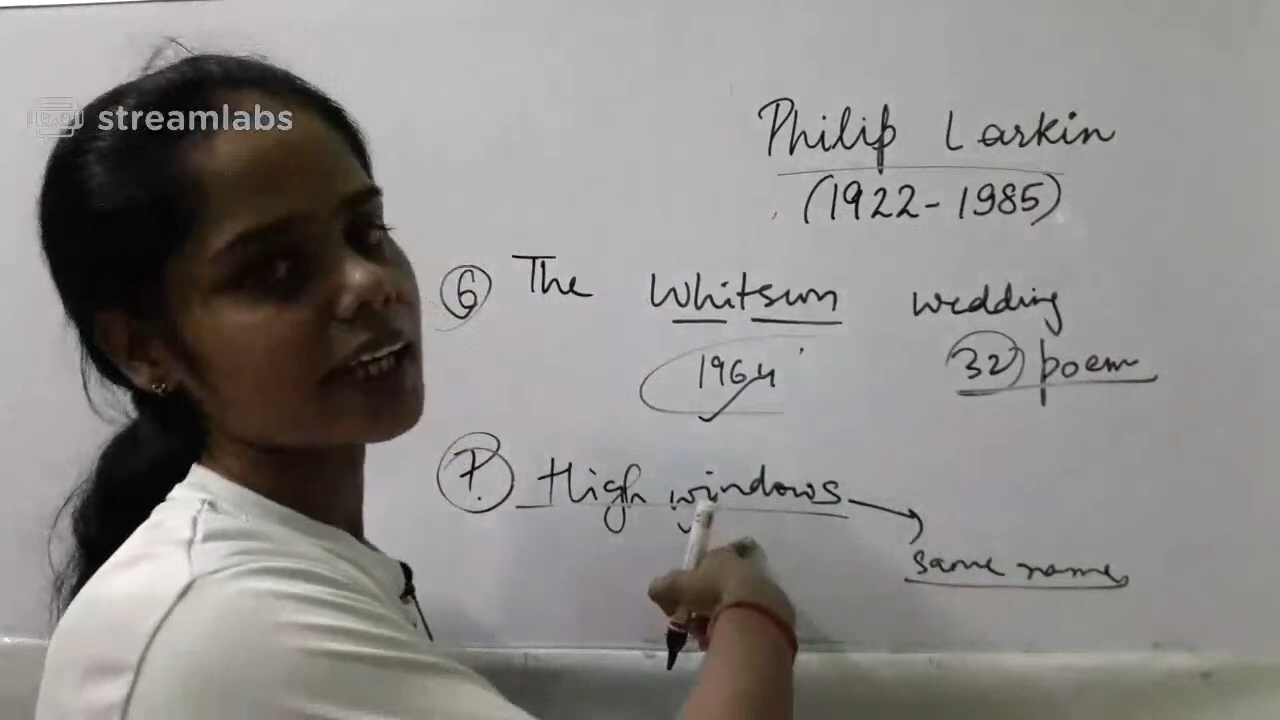 streamlabs
Philip Larkin
(1922-1985)
6 The Whitsun wedding
1964
32 poem
7. High windows
same name